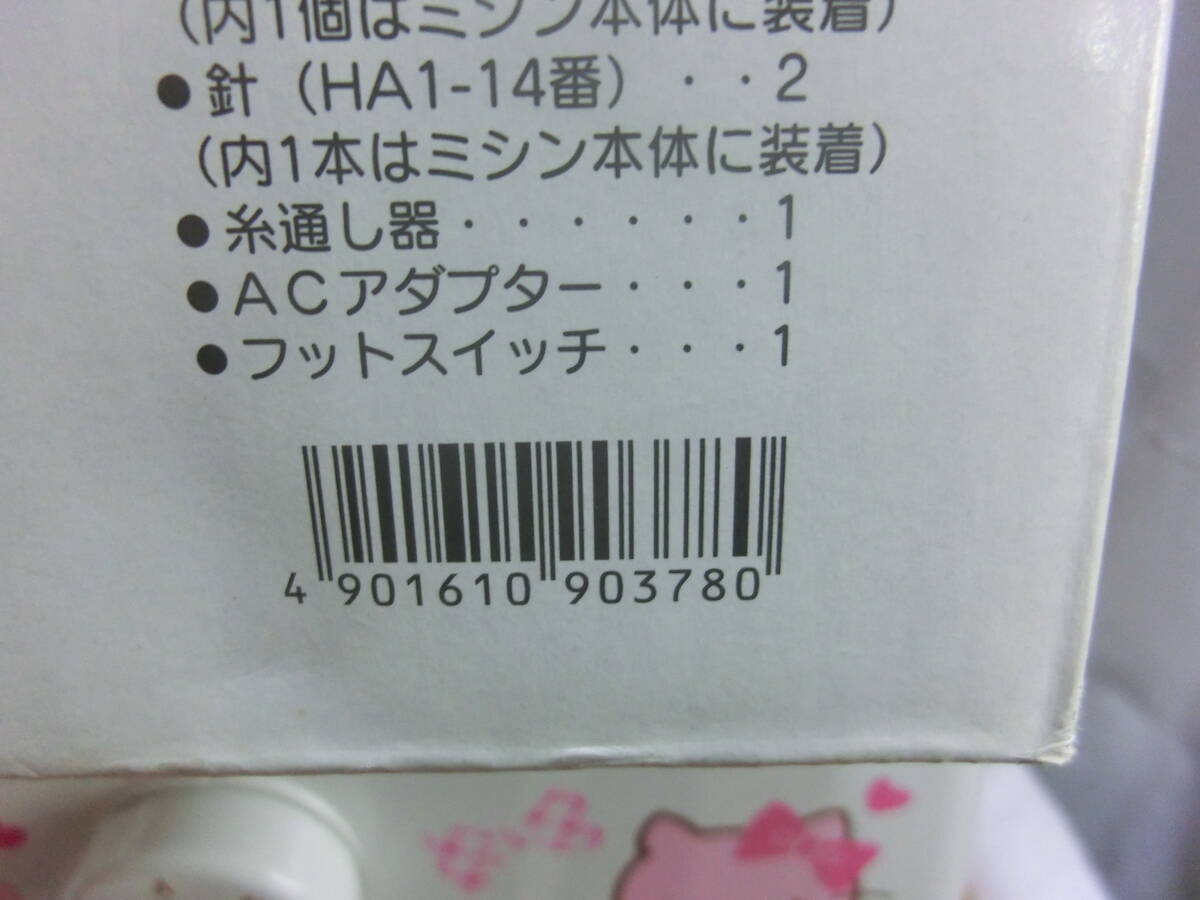 (内1個はミシン本体に装着)
●針（HA1-14番）・・2
(内1本はミシン本体に装着)
●糸通し器・・・・・・1
●ACアダプター・・・1
●フットスイッチ・・・1
4 901610 903780